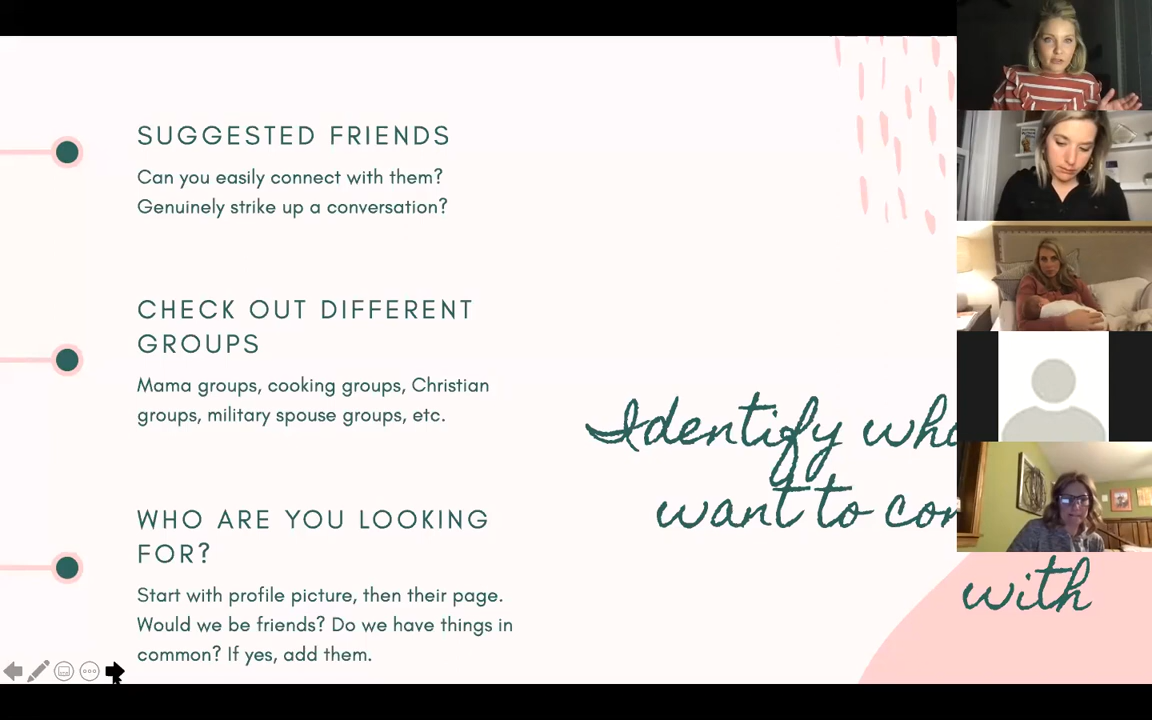 SUGGESTED FRIENDS
Can you easily connect with them?
Genuinely strike up a conversation?
CHECK OUT DIFFERENT
GROUPS
Mama groups, cooking groups, Christian
groups, military spouse groups, etc.
WHO ARE YOU LOOKING
FOR?
Start with profile picture, then their page.
Would we be friends? Do we have things in
common? If yes, add them.
Identify
want to
with